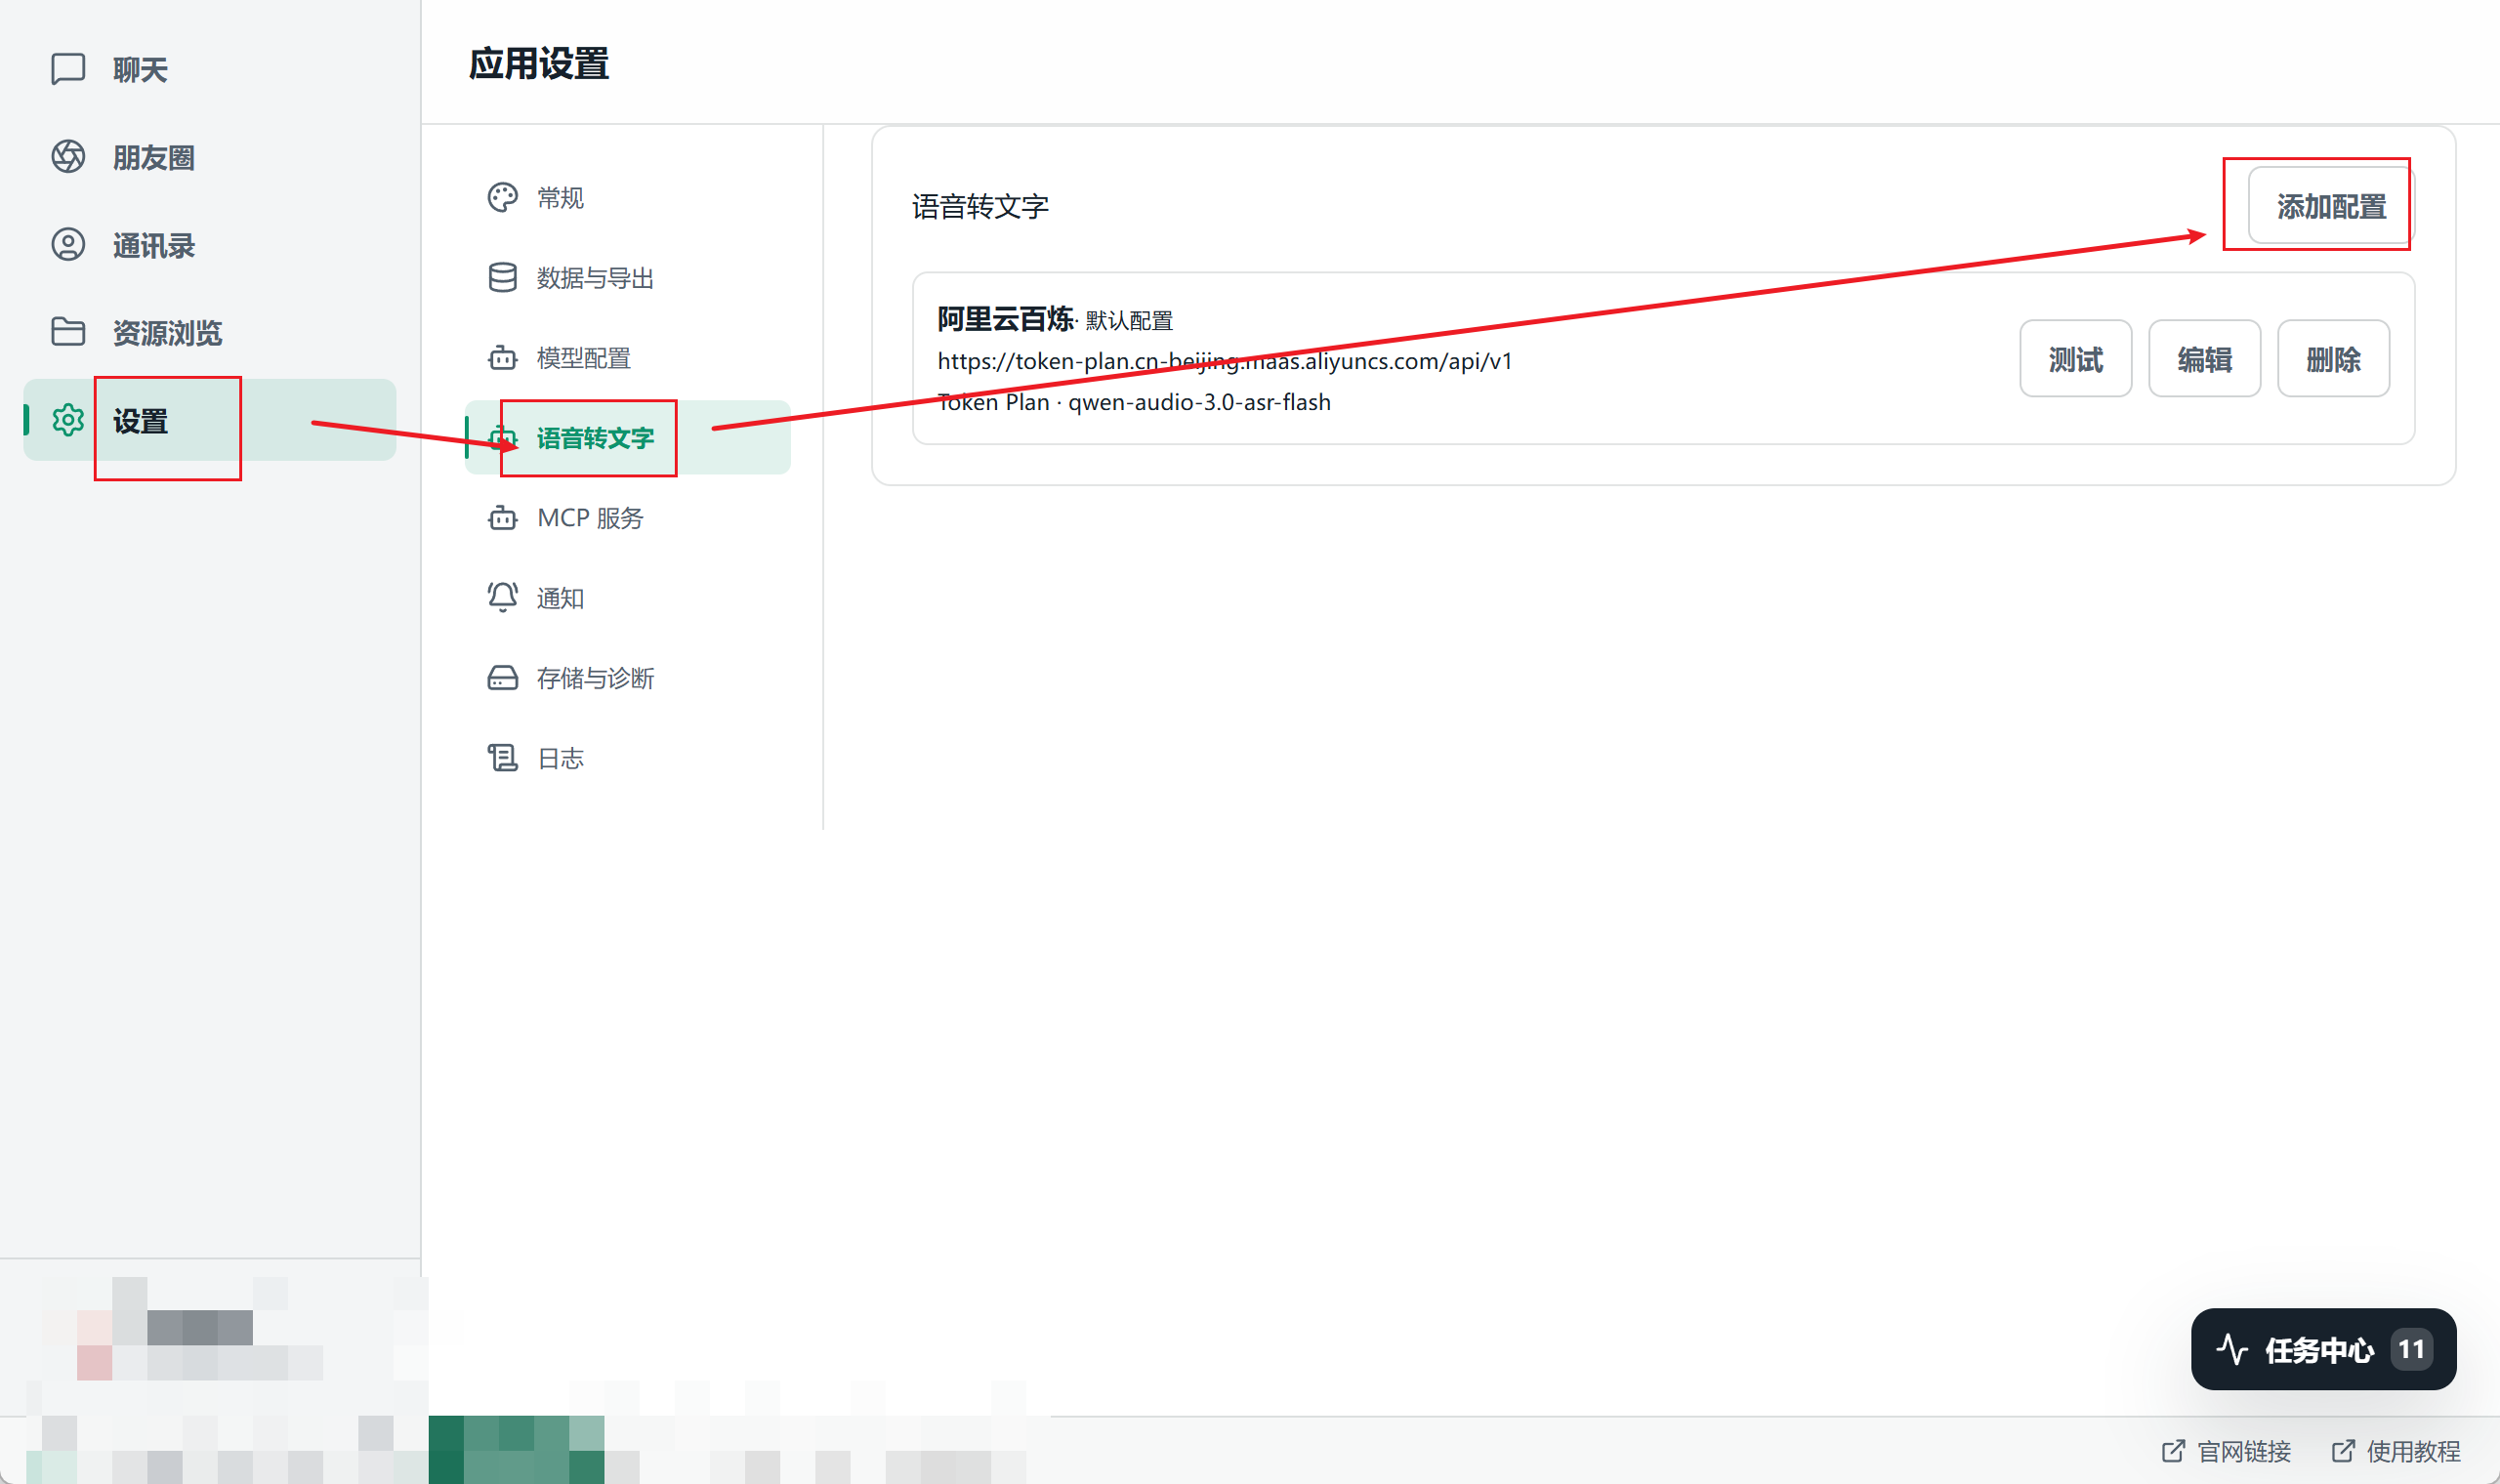 聊天
朋友圈
通讯录
资源浏览
设置
应用设置
常规
数据与导出
模型配置
语音转文字
MCP 服务
通知
存储与诊断
日志
语音转文字
添加配置
阿里云百炼· 默认配置
https://token-plan.cn-beijing.maas.aliyuncs.com/api/v1
Token Plan · qwen-audio-3.0-asr-flash
测试
编辑
删除
任务中心 11
官网链接
使用教程